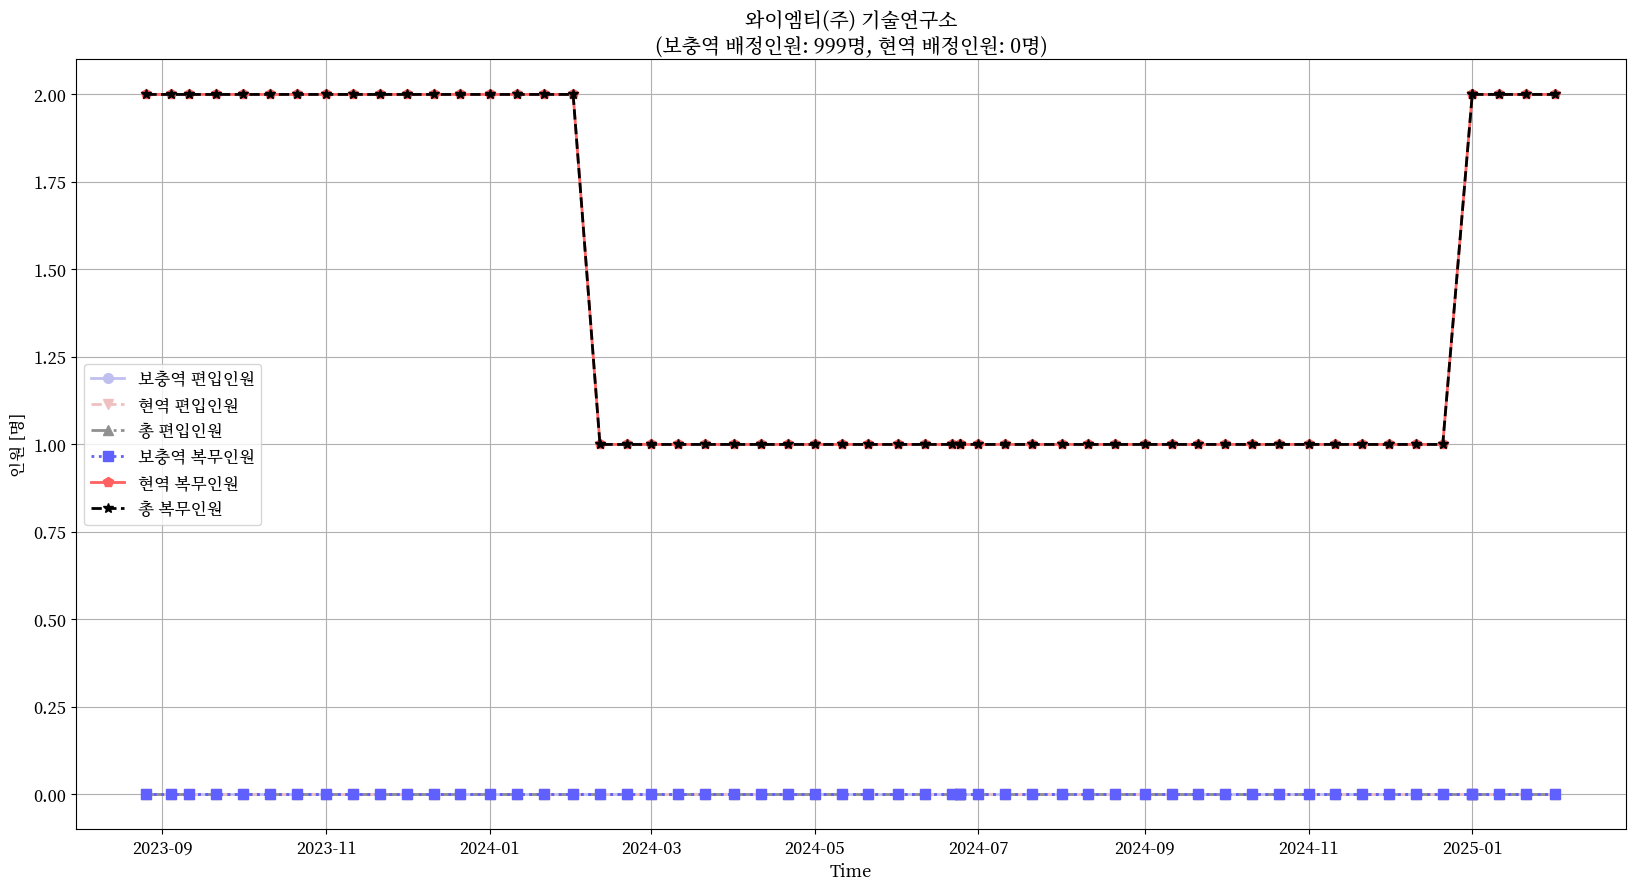 와이엠티(주) 기술연구소
(보충역 배정인원: 999명, 현역 배정인원: 0명)
2.00
1.75
1.50
1.25
1.00
0.75
0.50
0.25
0.00
인원 [명]
보충역 편입인원
현역 편입인원
총 편입인원
보충역 복무인원
현역 복무인원
총 복무인원
2023-09 2023-11 2024-01 2024-03 2024-05 2024-07 2024-09 2024-11 2025-01
Time